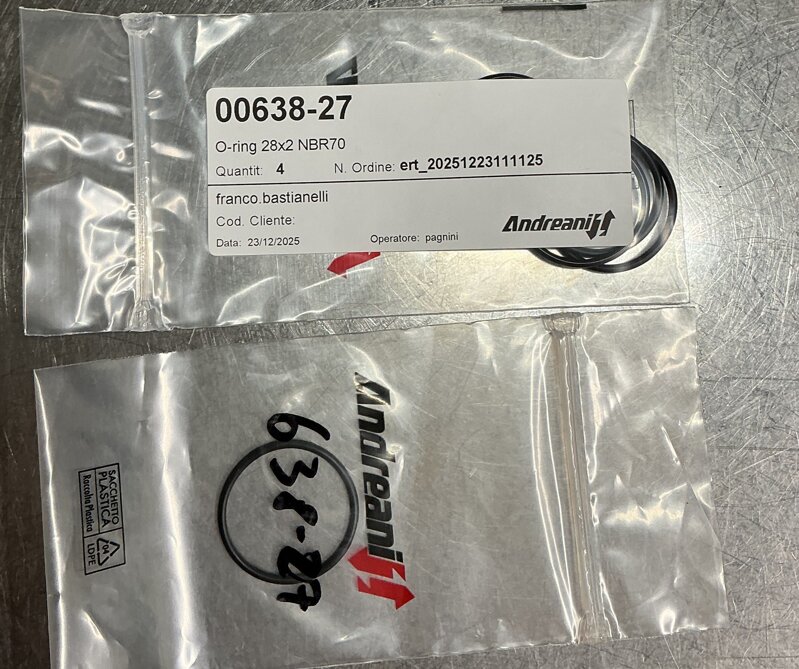 00638-27
O-ring 28x2 NBR70
Quantit: 4 N. Ordine: ert_20251223111125
franco.bastianelli
Cod. Cliente:
Data: 23/12/2025 Operatore: pagnini
Andreani
Andreani
638-27
SACCHETTO
PLASTICA
Raccolta Plastica
04
LDPE